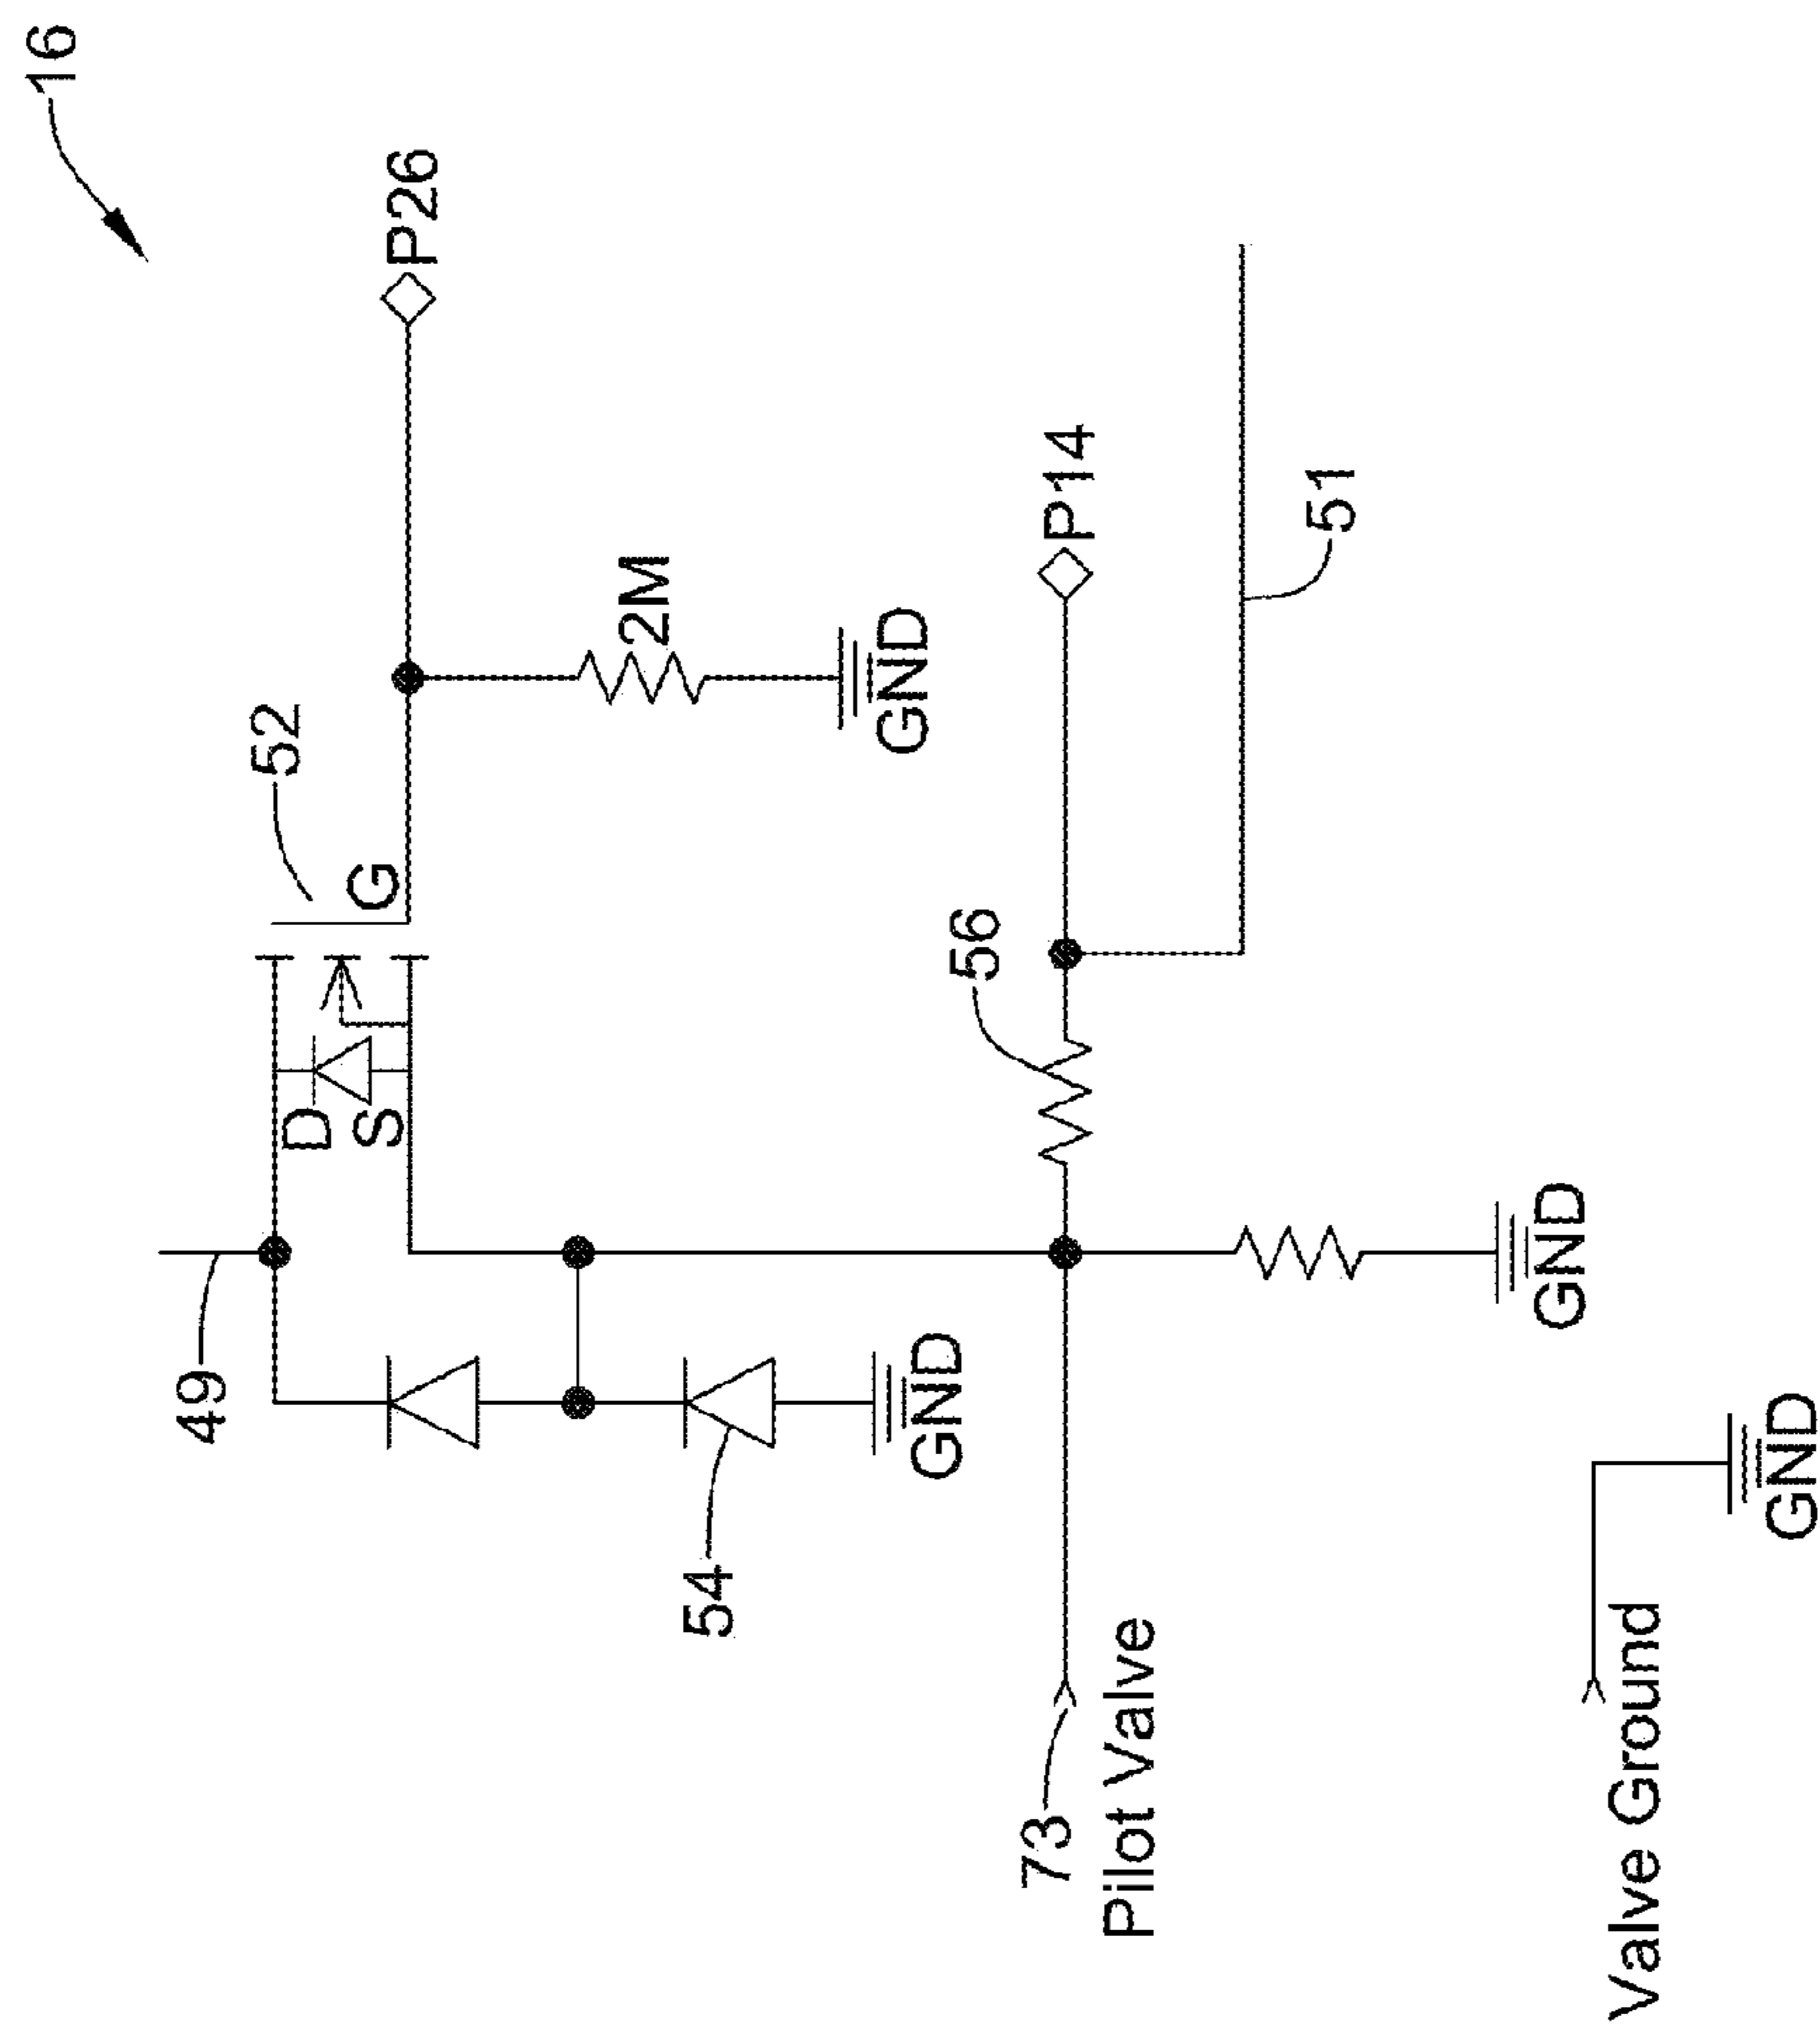 16
P26
52
G
2M
GND
D
S
49
54
GND
56
P14
51
GND
73
Pilot Valve
Valve Ground
GND